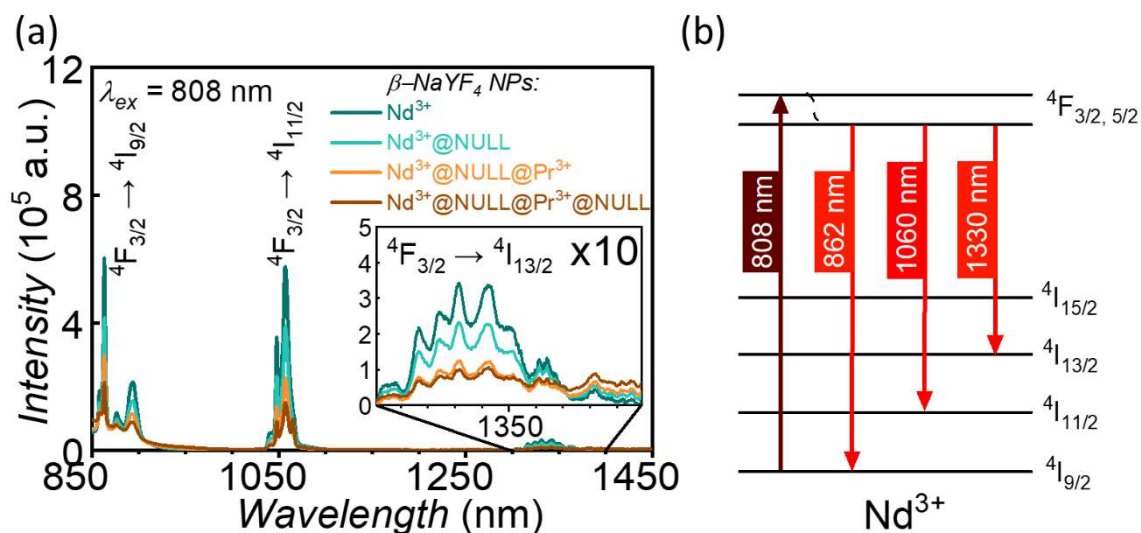 (a)
12
8
4
0
Intensity (10⁵ a.u.)
λex = 808 nm
⁴F₃/₂ → ⁴I₉/₂
⁴F₃/₂ → ⁴I₁₁/₂
β–NaYF₄ NPs:
Nd³⁺
Nd³⁺@NULL
Nd³⁺@NULL@Pr³⁺
Nd³⁺@NULL@Pr³⁺@NULL
5
4
3
2
1
0
⁴F₃/₂ → ⁴I₁₃/₂ x10
1350
850 1050 1250 1450
Wavelength (nm)
(b)
⁴F₃/₂, ₅/₂
808 nm
862 nm
1060 nm
1330 nm
⁴I₁₅/₂
⁴I₁₃/₂
⁴I₁₁/₂
⁴I₉/₂
Nd³⁺